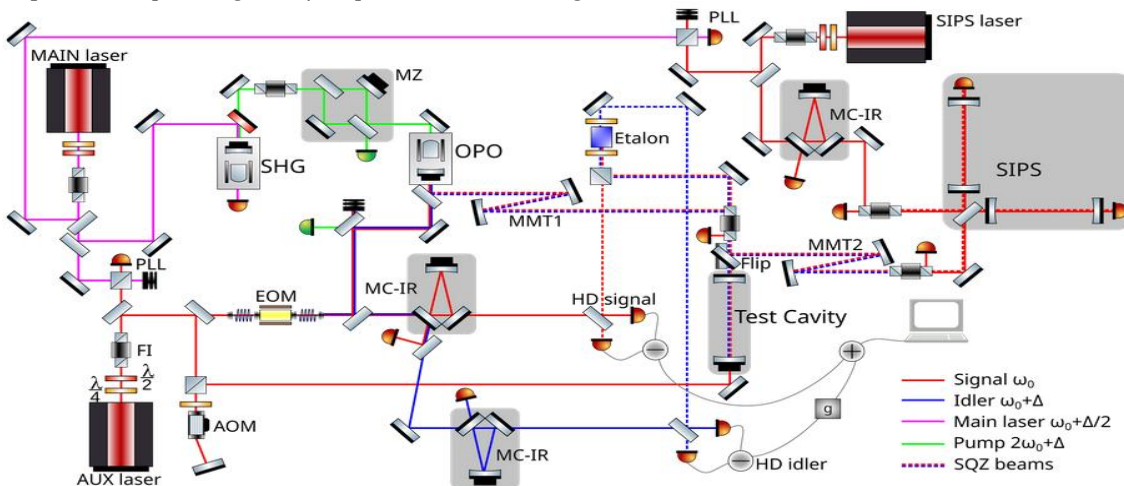 PLL
SIPS laser
MAIN laser
MZ
MC-IR
Etalon
SHG
OPO
SIPS
MMT1
MMT2
PLL
Flip
EOM
MC-IR
HD signal
Test Cavity
FI
λ/2
λ/4
Signal ω₀
Idler ω₀+Δ
g
AOM
Main laser ω₀+Δ/2
Pump 2ω₀+Δ
MC-IR
HD idler
SQZ beams
AUX laser